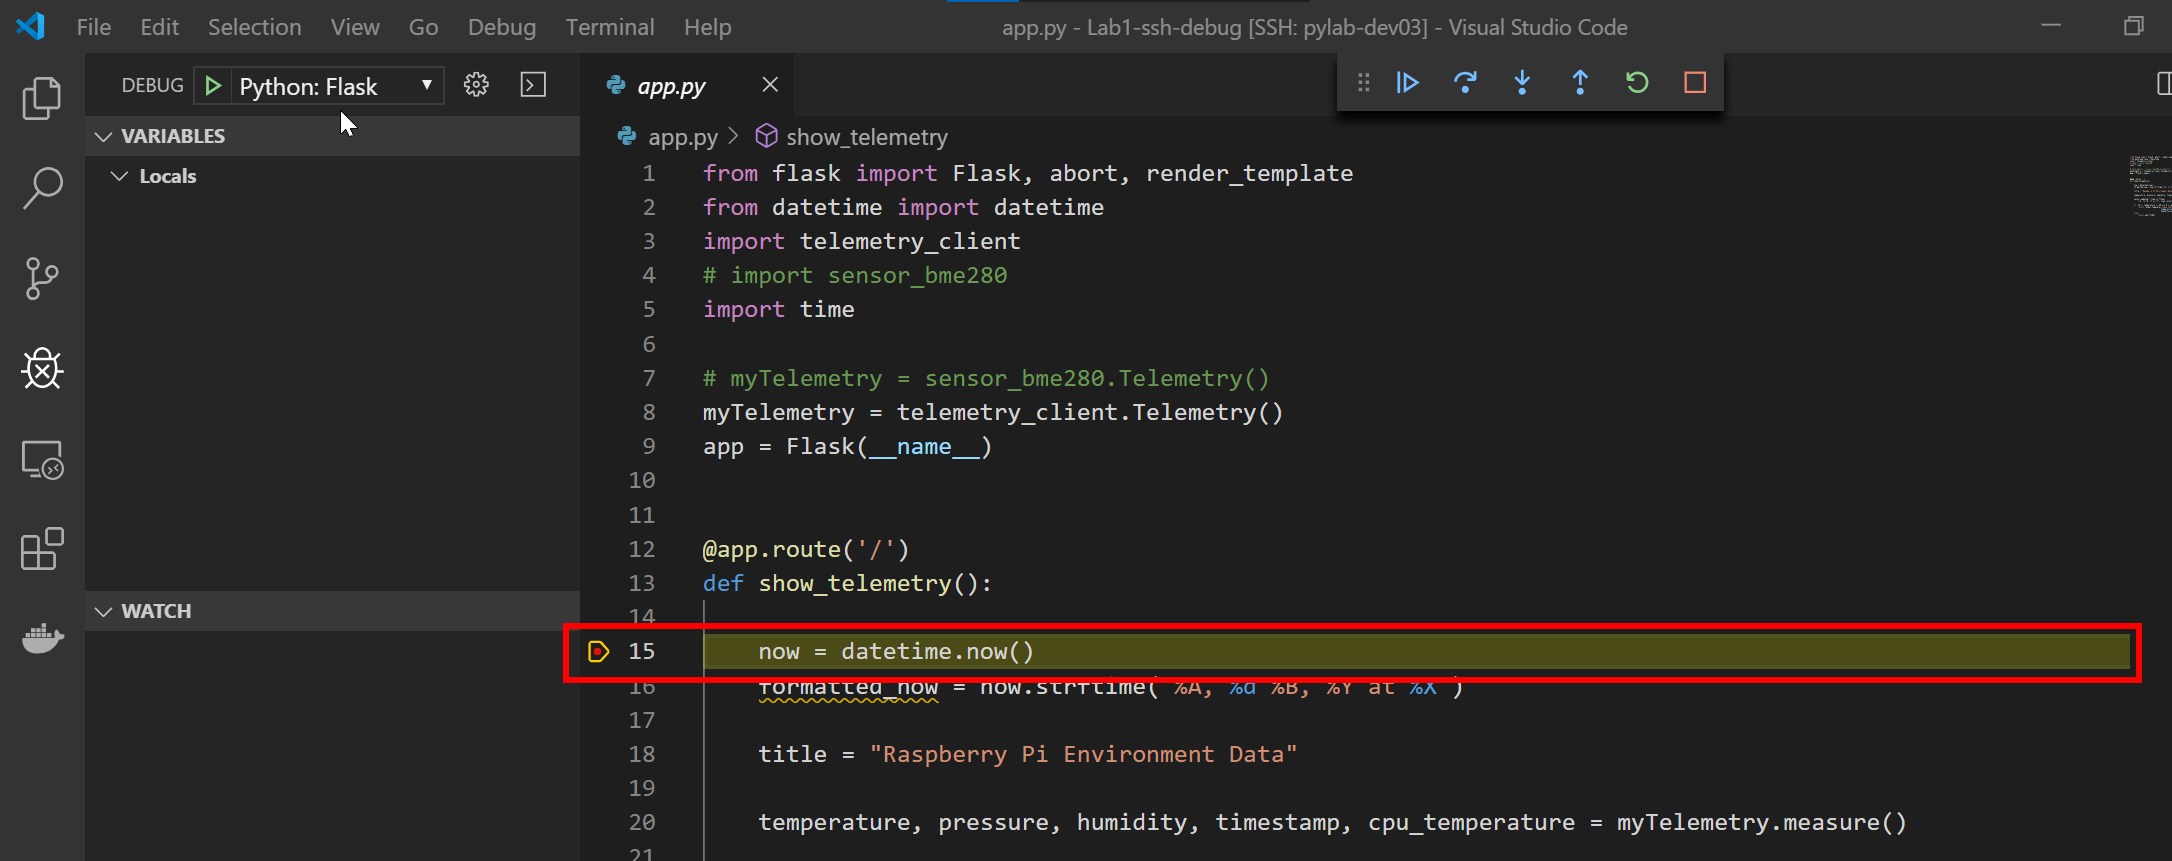 File Edit Selection View Go Debug Terminal Help
app.py - Lab1-ssh-debug [SSH: pylab-dev03] - Visual Studio Code
DEBUG Python: Flask
VARIABLES
Locals
WATCH
app.py
app.py > show_telemetry
1 from flask import Flask, abort, render_template
2 from datetime import datetime
3 import telemetry_client
4 # import sensor_bme280
5 import time
6
7 # myTelemetry = sensor_bme280.Telemetry()
8 myTelemetry = telemetry_client.Telemetry()
9 app = Flask(__name__)
10
11
12 @app.route('/')
13 def show_telemetry():
14
15 now = datetime.now()
16 formatted_now = now.strftime( %A, %d %B, %Y at %X )
17
18 title = "Raspberry Pi Environment Data"
19
20 temperature, pressure, humidity, timestamp, cpu_temperature = myTelemetry.measure()
21